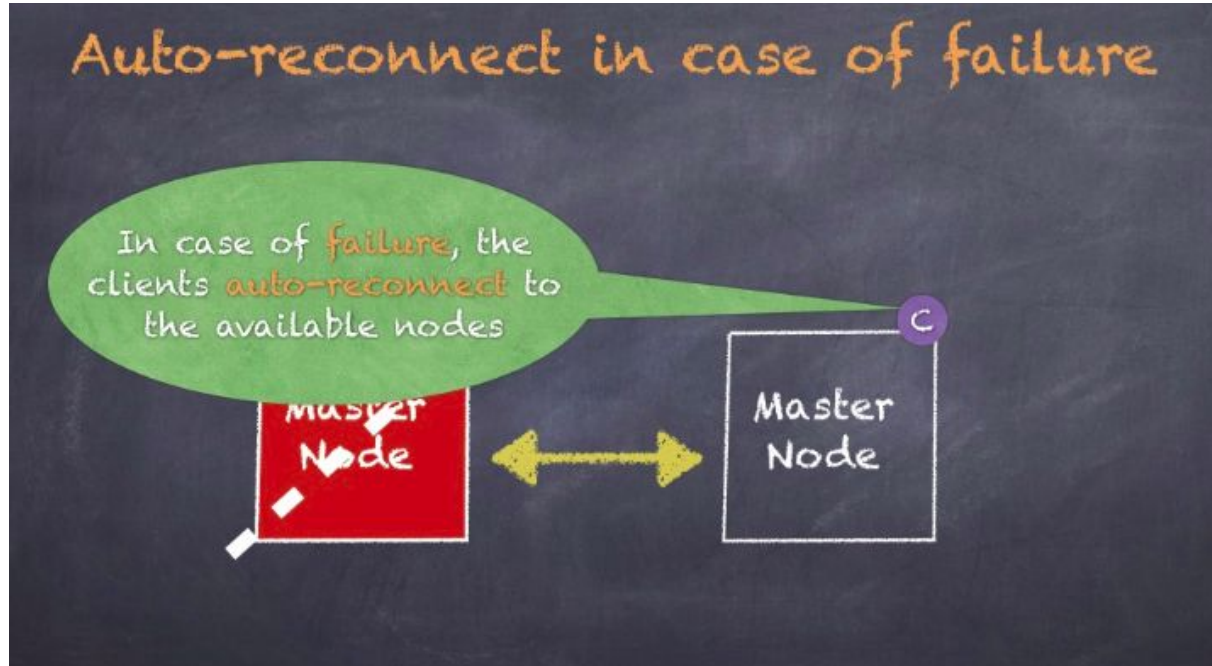 Auto-reconnect in case of failure
In case of failure, the
clients auto-reconnect to
the available nodes
C
Master
Node
Master
Node